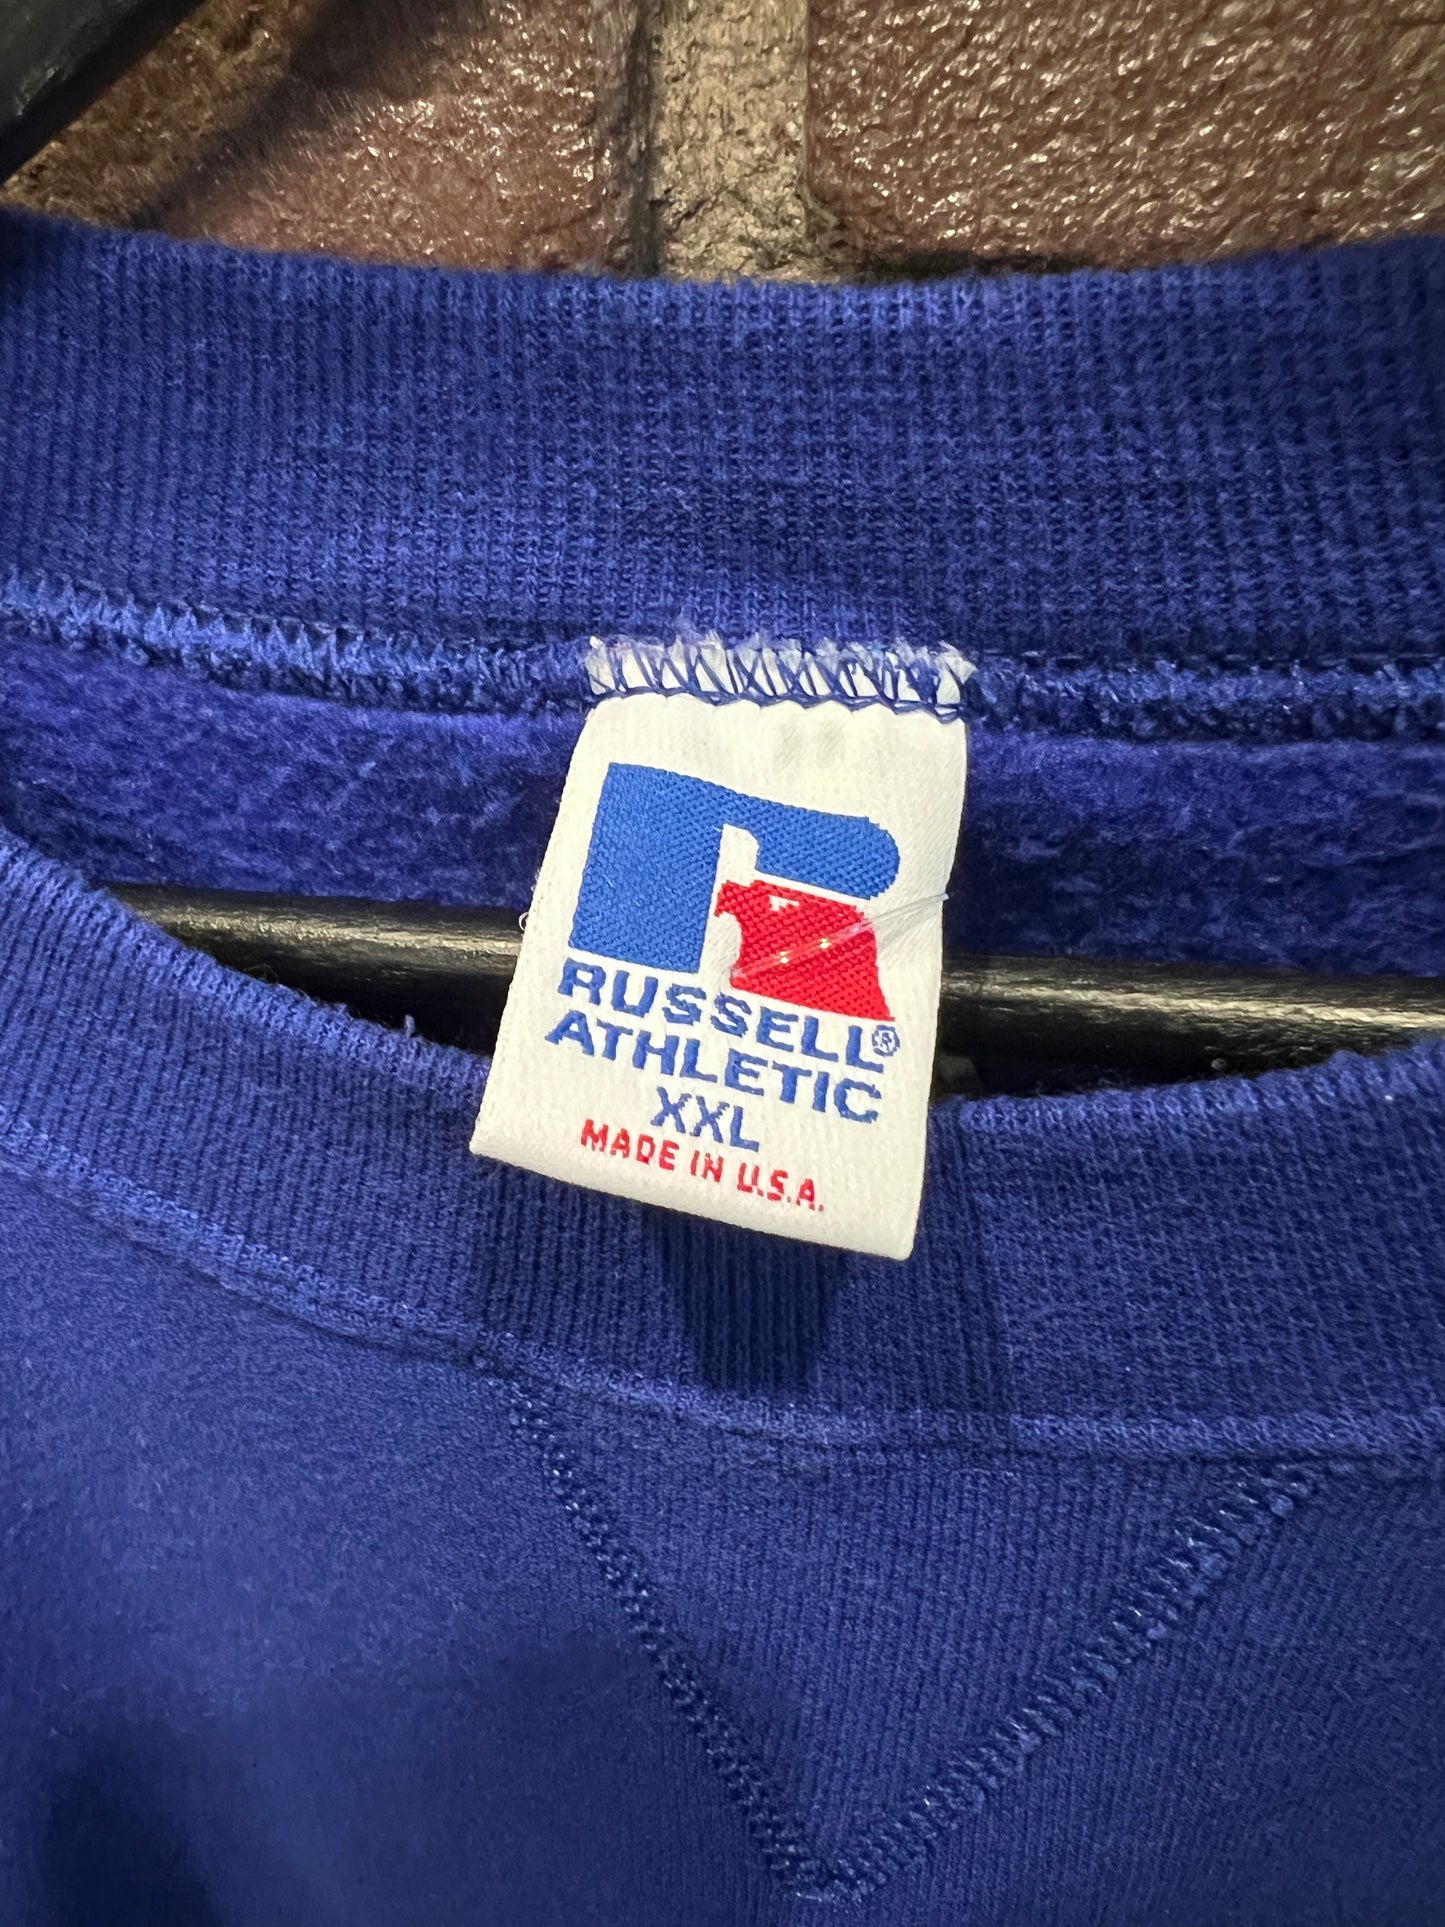 RUSSELL®
ATHLETIC
XXL
MADE IN U.S.A.